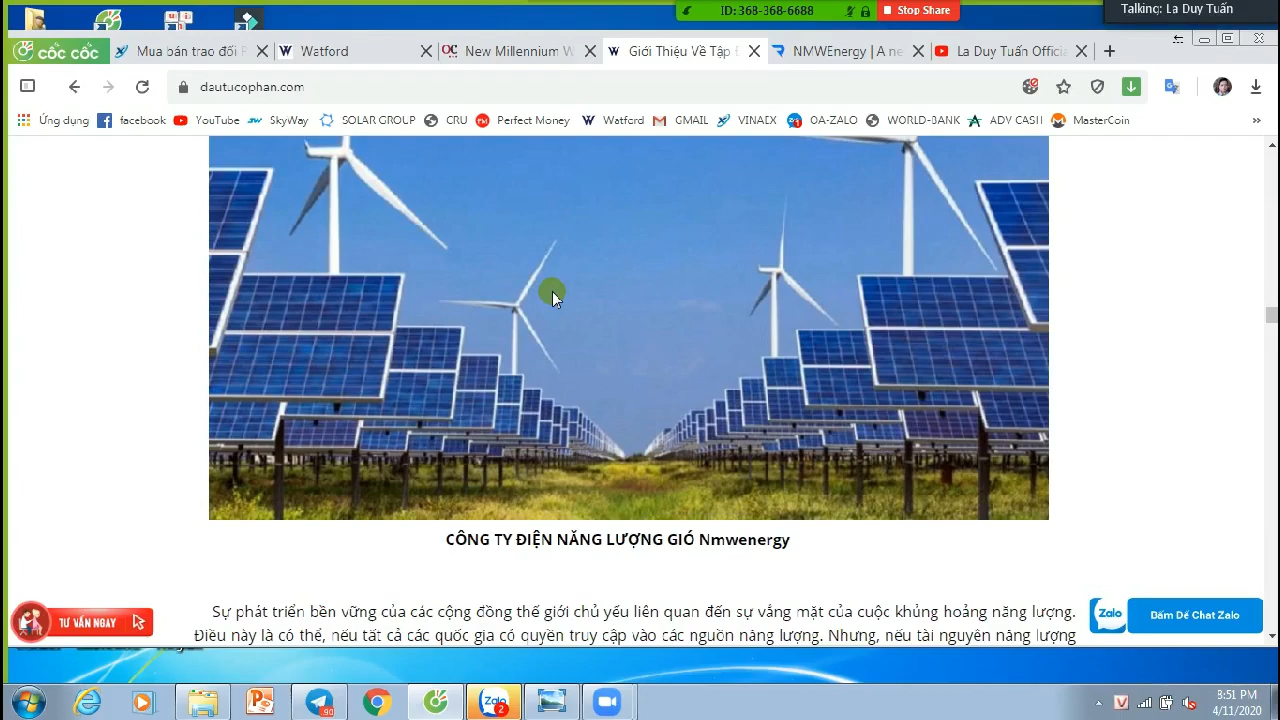 ID: 368-368-6688
Stop Share
Talking: La Duy Tuấn
cốc cốc
Mua bán trao đổi
Watford
New Millennium W
Giới Thiệu Về Tập
NMWEnergy | A ne
La Duy Tuấn Officia
dautucophan.com
Ứng dụng
facebook
YouTube
SkyWay
SOLAR GROUP
CRU
Perfect Money
Watford
GMAIL
VINAEX
OA-ZALO
WORLD-BANK
ADV CASH
MasterCoin
CÔNG TY ĐIỆN NĂNG LƯỢNG GIÓ Nmwenergy
Sự phát triển bền vững của các cộng đồng thế giới chủ yếu liên quan đến sự vắng mặt của cuộc khủng hoảng năng lượng.
Điều này là có thể, nếu tất cả các quốc gia có quyền truy cập vào các nguồn năng lượng. Nhưng, nếu tài nguyên năng lượng
TƯ VẤN NGAY
Zalo
Bấm Để Chat Zalo
90
Zalo
2
8:51 PM
4/11/2020